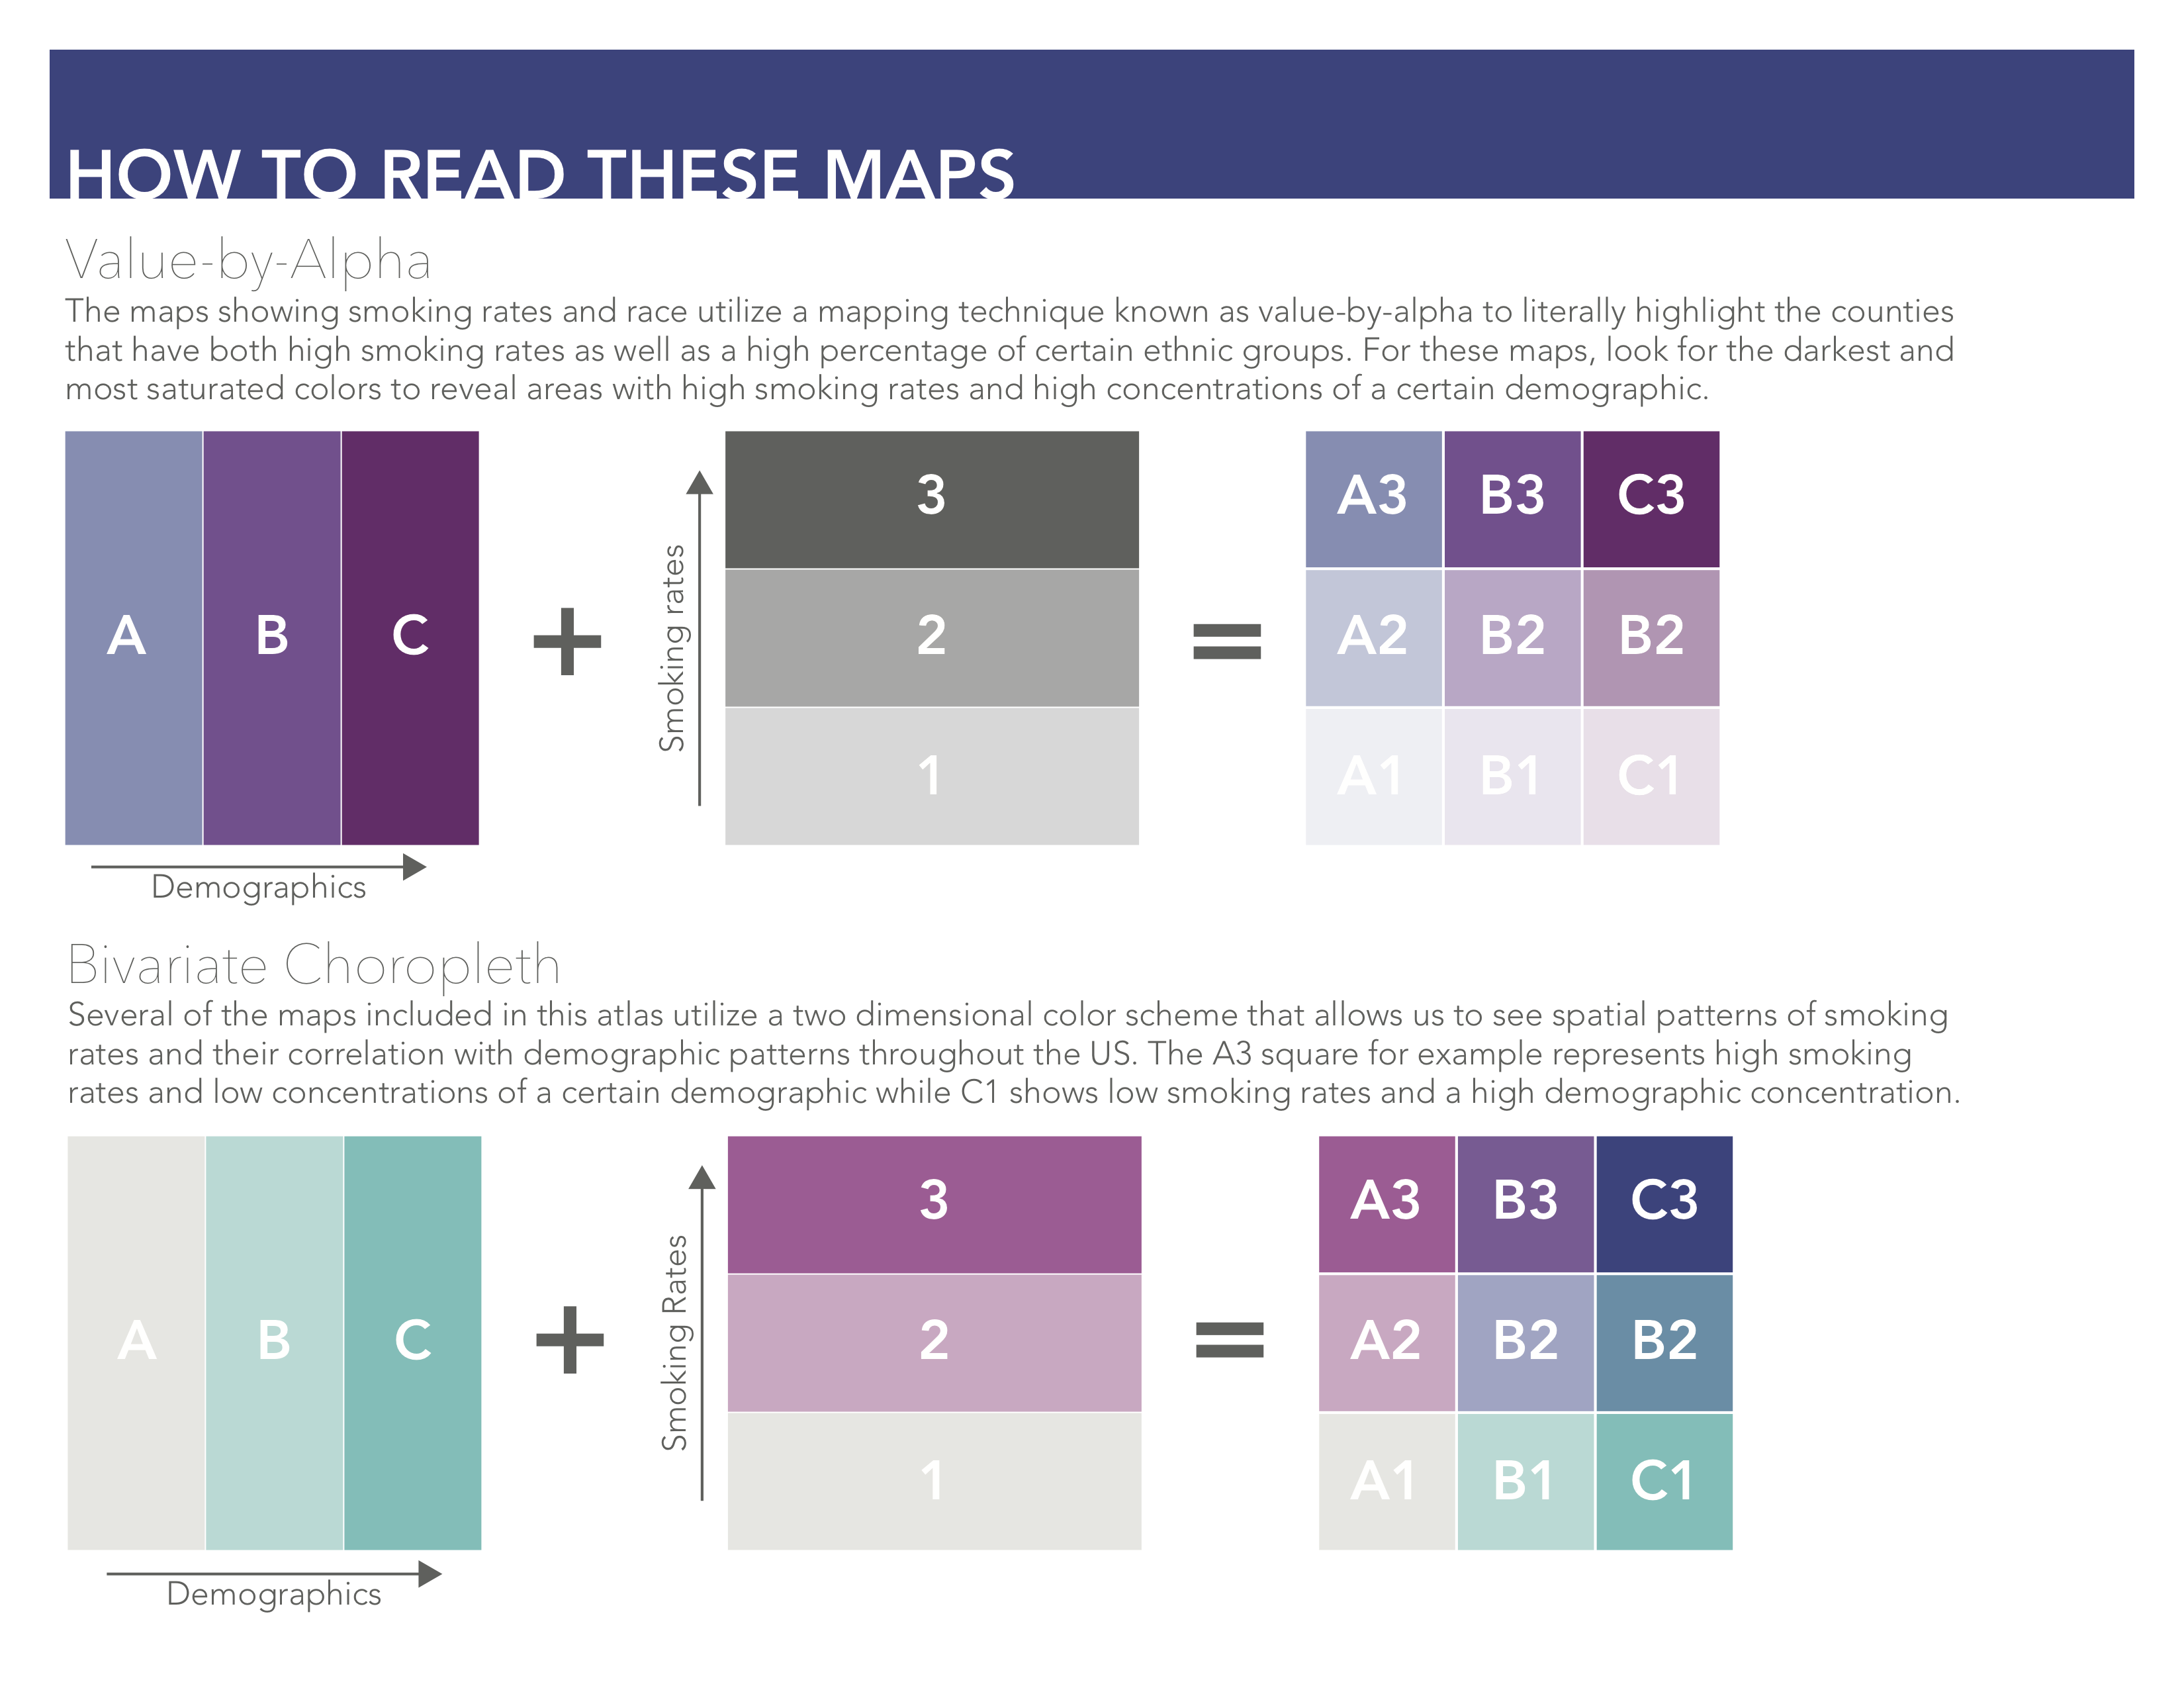 HOW TO READ THESE MAPS
Value-by-Alpha
The maps showing smoking rates and race utilize a mapping technique known as value-by-alpha to literally highlight the counties
that have both high smoking rates as well as a high percentage of certain ethnic groups. For these maps, look for the darkest and
most saturated colors to reveal areas with high smoking rates and high concentrations of a certain demographic.
A B C
Demographics
+
Smoking rates
3
2
1
=
A3 B3 C3
A2 B2 B2
A1 B1 C1
Bivariate Choropleth
Several of the maps included in this atlas utilize a two dimensional color scheme that allows us to see spatial patterns of smoking
rates and their correlation with demographic patterns throughout the US. The A3 square for example represents high smoking
rates and low concentrations of a certain demographic while C1 shows low smoking rates and a high demographic concentration.
A B C
Demographics
+
Smoking Rates
3
2
1
=
A3 B3 C3
A2 B2 B2
A1 B1 C1